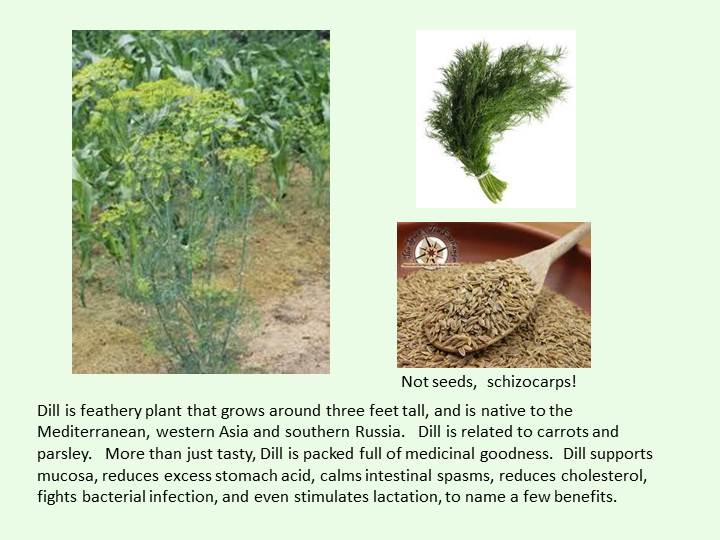 Not seeds, schizocarps!
Dill is feathery plant that grows around three feet tall, and is native to the
Mediterranean, western Asia and southern Russia. Dill is related to carrots and
parsley. More than just tasty, Dill is packed full of medicinal goodness. Dill supports
mucosa, reduces excess stomach acid, calms intestinal spasms, reduces cholesterol,
fights bacterial infection, and even stimulates lactation, to name a few benefits.